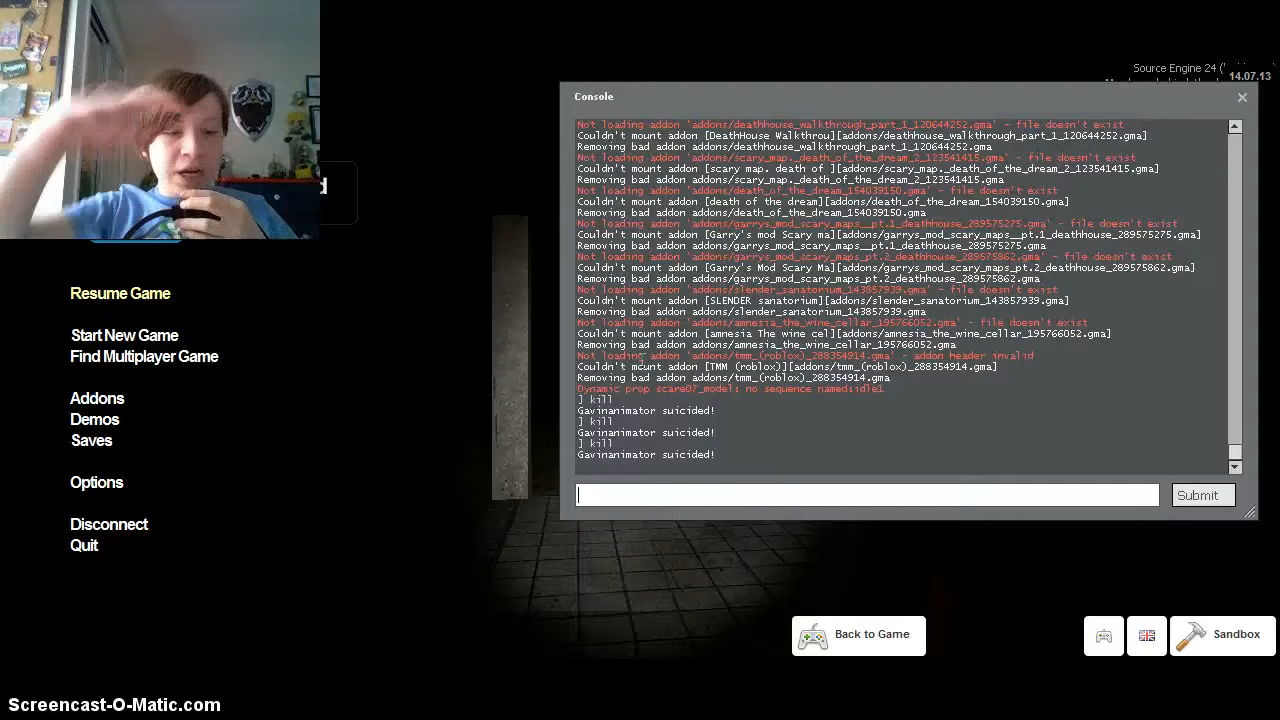 Source Engine 24 (
14.07.13
Console
Not loading addon 'addons/deathhouse_walkthrough_part_1_120644252.gma' - file doesn't exist
Couldn't mount addon [DeathHouse Walkthrou][addons/deathhouse_walkthrough_part_1_120644252.gma]
Removing bad addon addons/deathhouse_walkthrough_part_1_120644252.gma
Not loading addon 'addons/scary_map._death_of_the_dream_2_123541415.gma' - file doesn't exist
Couldn't mount addon [scary map. death of ][addons/scary_map._death_of_the_dream_2_123541415.gma]
Removing bad addon addons/scary_map._death_of_the_dream_2_123541415.gma
Not loading addon 'addons/death_of_the_dream_154039150.gma' - file doesn't exist
Couldn't mount addon [death of the dream][addons/death_of_the_dream_154039150.gma]
Removing bad addon addons/death_of_the_dream_154039150.gma
Not loading addon 'addons/garrys_mod_scary_maps__pt.1_deathhouse_289575275.gma' - file doesn't exist
Couldn't mount addon [Garry's mod Scary ma][addons/garrys_mod_scary_maps__pt.1_deathhouse_289575275.gma]
Removing bad addon addons/garrys_mod_scary_maps__pt.1_deathhouse_289575275.gma
Not loading addon 'addons/garrys_mod_scary_maps_pt.2_deathhouse_289575862.gma' - file doesn't exist
Couldn't mount addon [Garry's Mod Scary Ma][addons/garrys_mod_scary_maps_pt.2_deathhouse_289575862.gma]
Removing bad addon addons/garrys_mod_scary_maps_pt.2_deathhouse_289575862.gma
Not loading addon 'addons/slender_sanatorium_143857939.gma' - file doesn't exist
Couldn't mount addon [SLENDER sanatorium][addons/slender_sanatorium_143857939.gma]
Removing bad addon addons/slender_sanatorium_143857939.gma
Not loading addon 'addons/amnesia_the_wine_cellar_195766052.gma' - file doesn't exist
Couldn't mount addon [amnesia The wine cel][addons/amnesia_the_wine_cellar_195766052.gma]
Removing bad addon addons/amnesia_the_wine_cellar_195766052.gma
Not loading addon 'addons/tmm_(roblox)_288354914.gma' - addon header invalid
Couldn't mount addon [TMM (roblox)][addons/tmm_(roblox)_288354914.gma]
Removing bad addon addons/tmm_(roblox)_288354914.gma
Dynamic prop scare07_model: no sequence named:idle1
] kill
Gavinanimator suicided!
] kill
Gavinanimator suicided!
] kill
Gavinanimator suicided!
Submit
d
Resume Game
Start New Game
Find Multiplayer Game
Addons
Demos
Saves
Options
Disconnect
Quit
Back to Game
Sandbox
Screencast-O-Matic.com